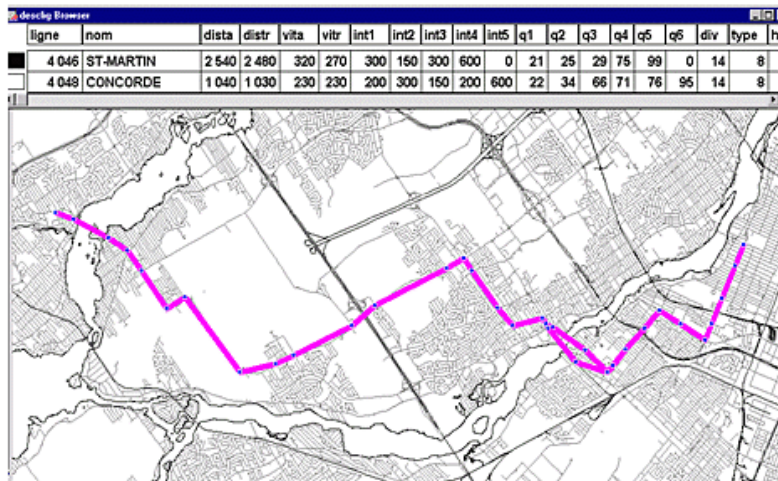 desclig Browser
ligne nom dista distr vita vitr int1 int2 int3 int4 int5 q1 q2 q3 q4 q5 q6 div type h
4 046 ST-MARTIN 2 540 2 480 320 270 300 150 300 600 0 21 25 29 75 99 0 14 8
4 048 CONCORDE 1 040 1 030 230 230 200 300 150 200 600 22 34 66 71 76 95 14 8